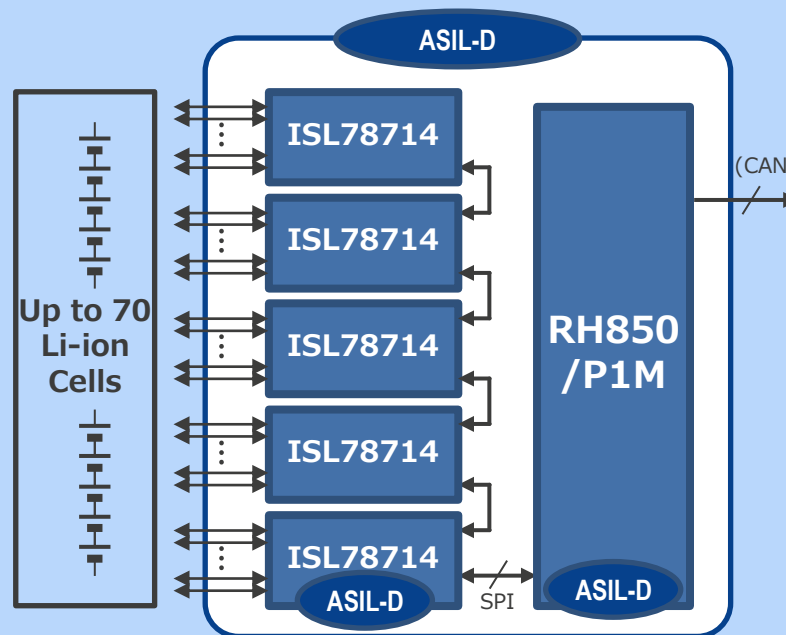 ASIL-D
ISL78714
ISL78714
ISL78714
ISL78714
ISL78714
ASIL-D
Up to 70
Li-ion
Cells
RH850
/P1M
ASIL-D
SPI
(CAN